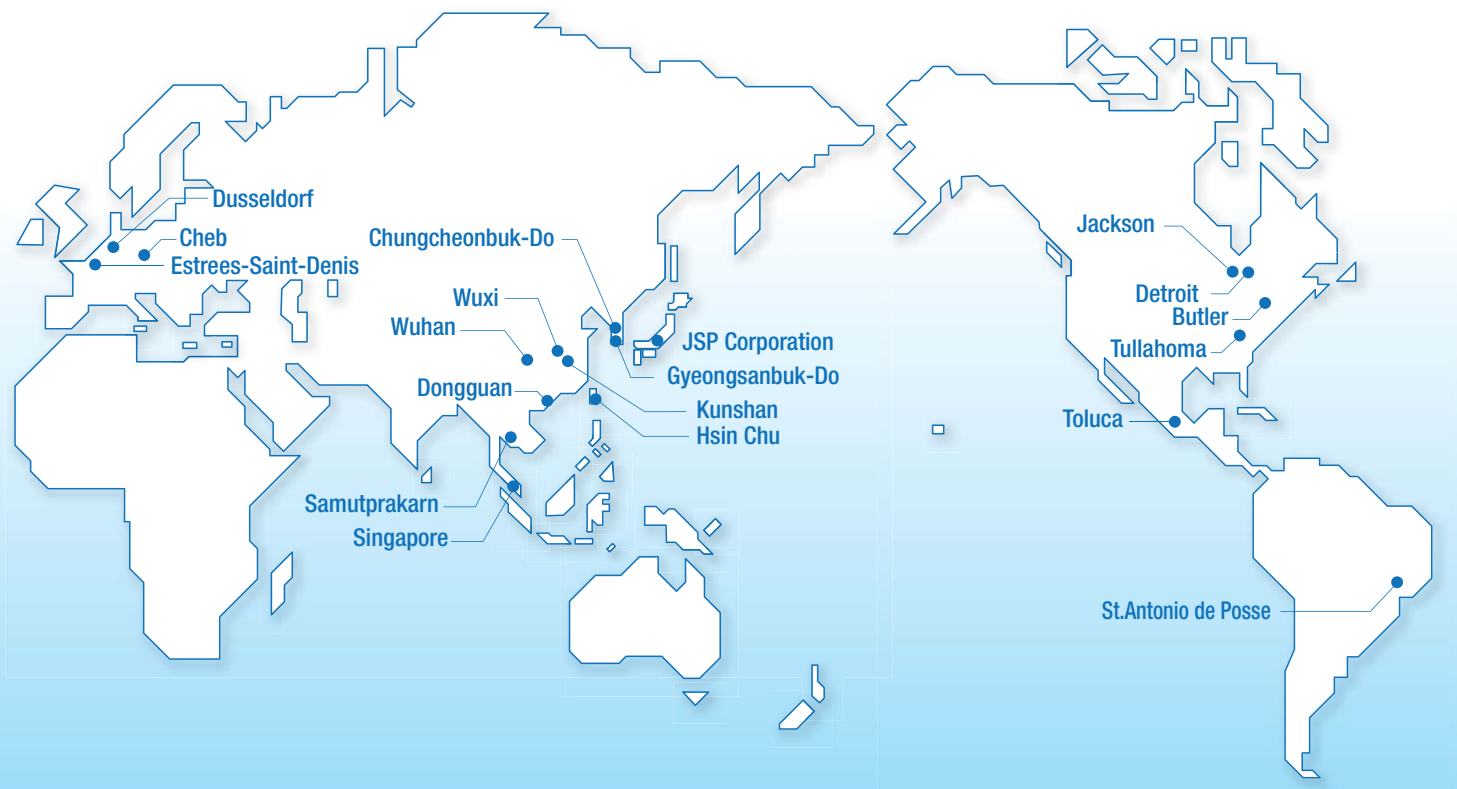 Dusseldorf
Cheb
Estrees-Saint-Denis
Chungcheonbuk-Do
Wuxi
Wuhan
JSP Corporation
Gyeongsanbuk-Do
Dongguan
Kunshan
Hsin Chu
Samutprakarn
Singapore
Jackson
Detroit
Butler
Tullahoma
Toluca
St.Antonio de Posse